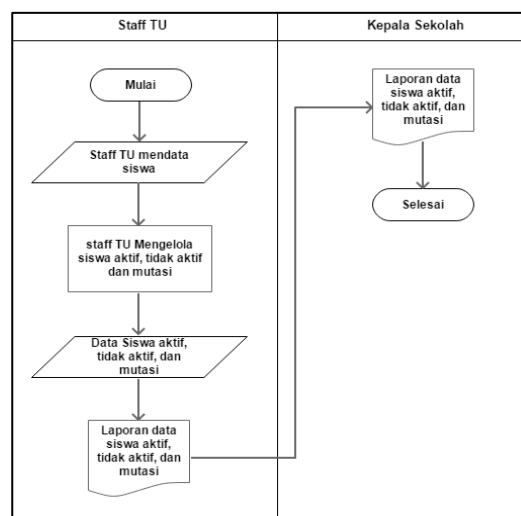 Staff TU
Kepala Sekolah
Mulai
Staff TU mendata
siswa
staff TU Mengelola
siswa aktif, tidak aktif
dan mutasi
Data Siswa aktif,
tidak aktif, dan
mutasi
Laporan data
siswa aktif,
tidak aktif, dan
mutasi
Laporan data
siswa aktif,
tidak aktif, dan
mutasi
Selesai